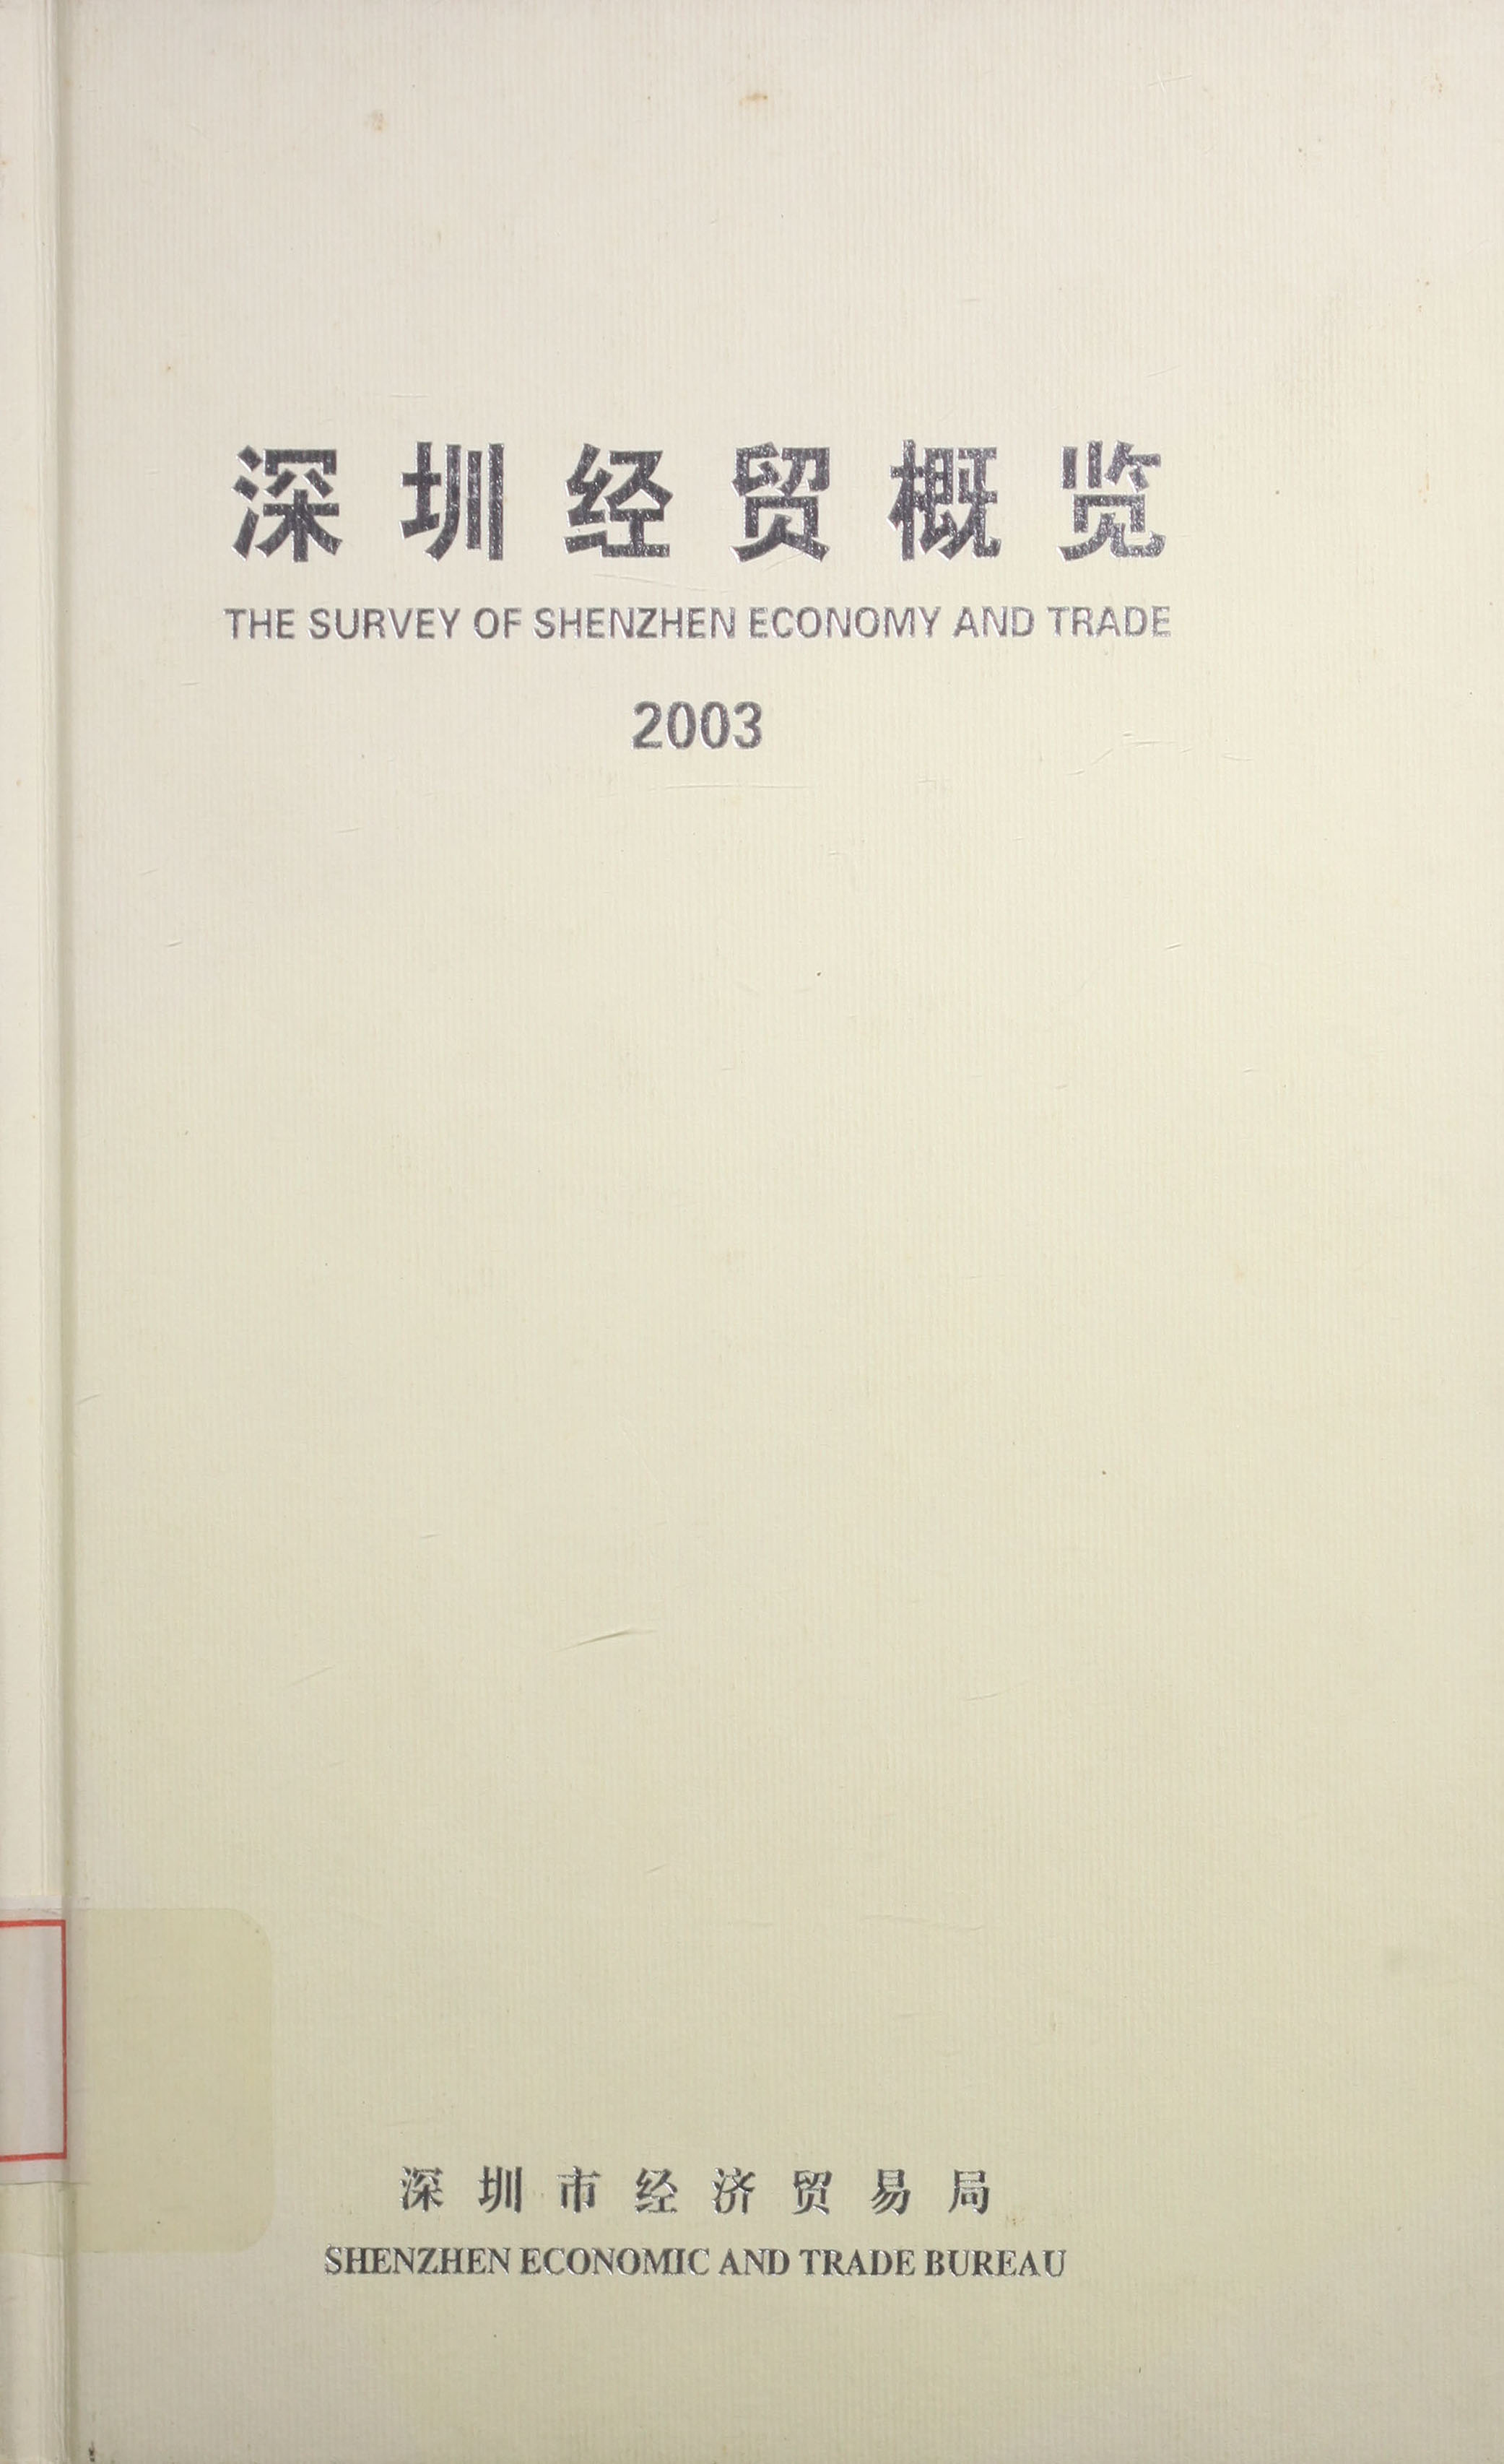 深圳经贸概览
THE SURVEY OF SHENZHEN ECONOMY AND TRADE
2003
深圳市经济贸易局
SHENZHEN ECONOMIC AND TRADE BUREAU